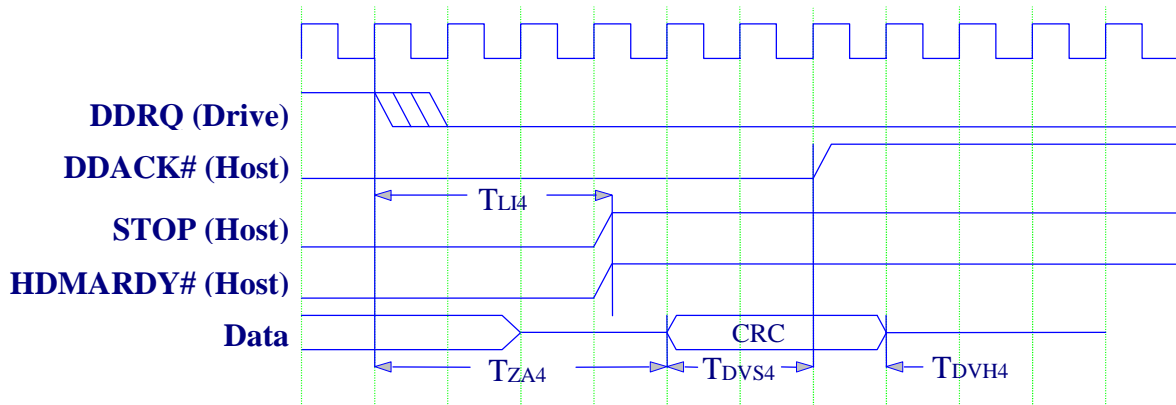 DDRQ (Drive)
DDACK# (Host)
TLI4
STOP (Host)
HDMARDY# (Host)
Data
CRC
TZA4
TDVS4
TDVH4